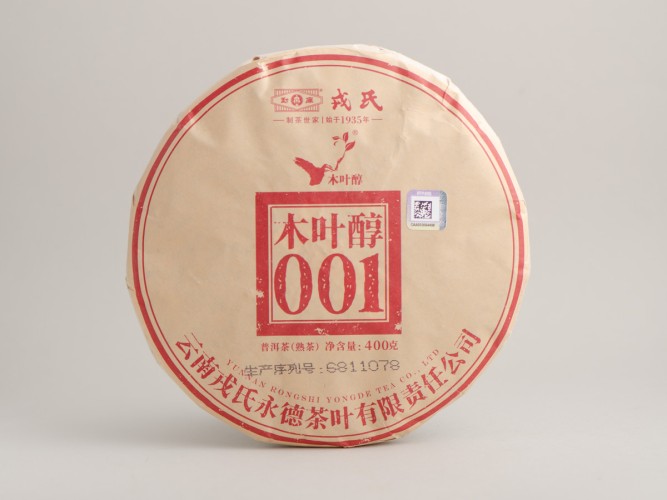 勐库 戎氏
制茶世家 | 始于1935年
®
木叶醇
木叶醇
001
普洱茶(熟茶) 净含量:400克
生产序列号:6811078
YUNNAN RONGSHI YONGDE TEA CO., LTD
云南戎氏永德茶叶有限责任公司